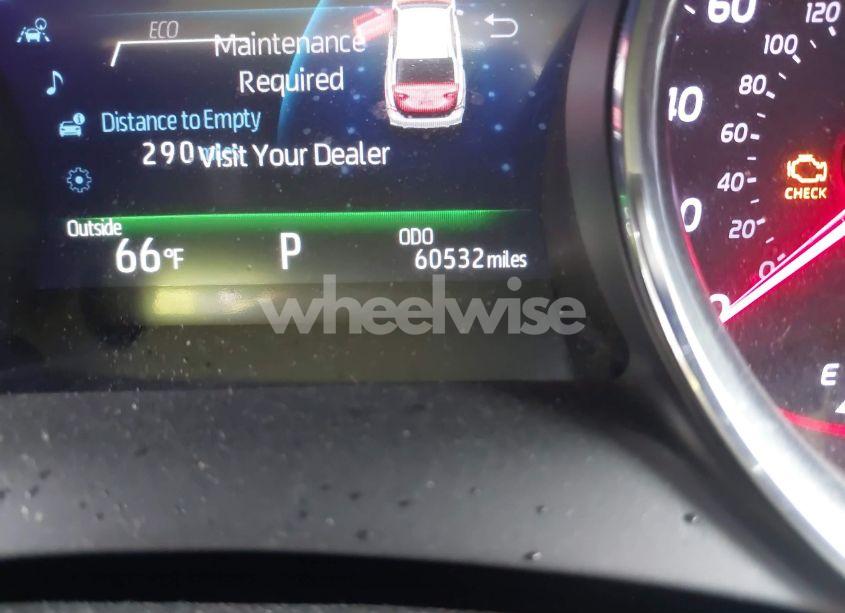 ECO
Maintenance
Required
Distance to Empty
290
Visit Your Dealer
Outside
66°F
P
ODO
60532 miles
wheelwise
60
120
100
80
60
40
20
0
CHECK
E